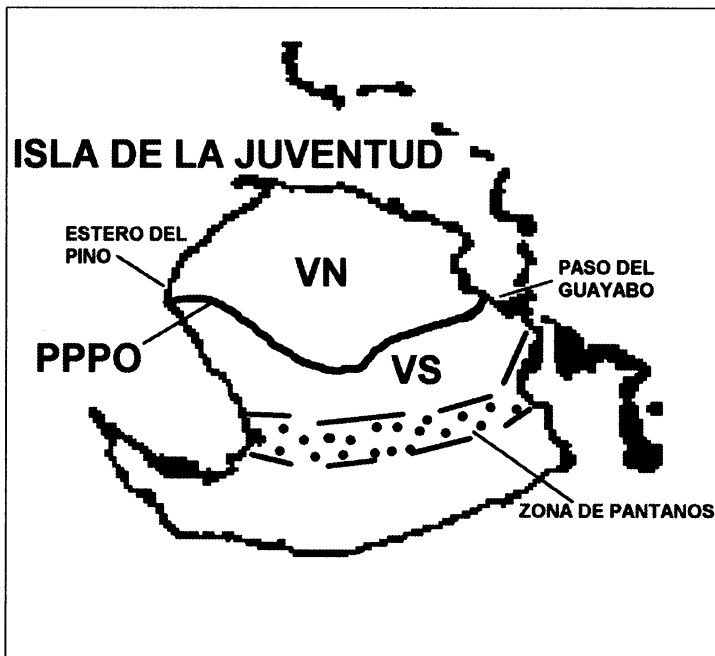 ISLA DE LA JUVENTUD
ESTERO DEL
PINO
VN
PASO DEL
GUAYABO
PPPO
VS
ZONA DE PANTANOS